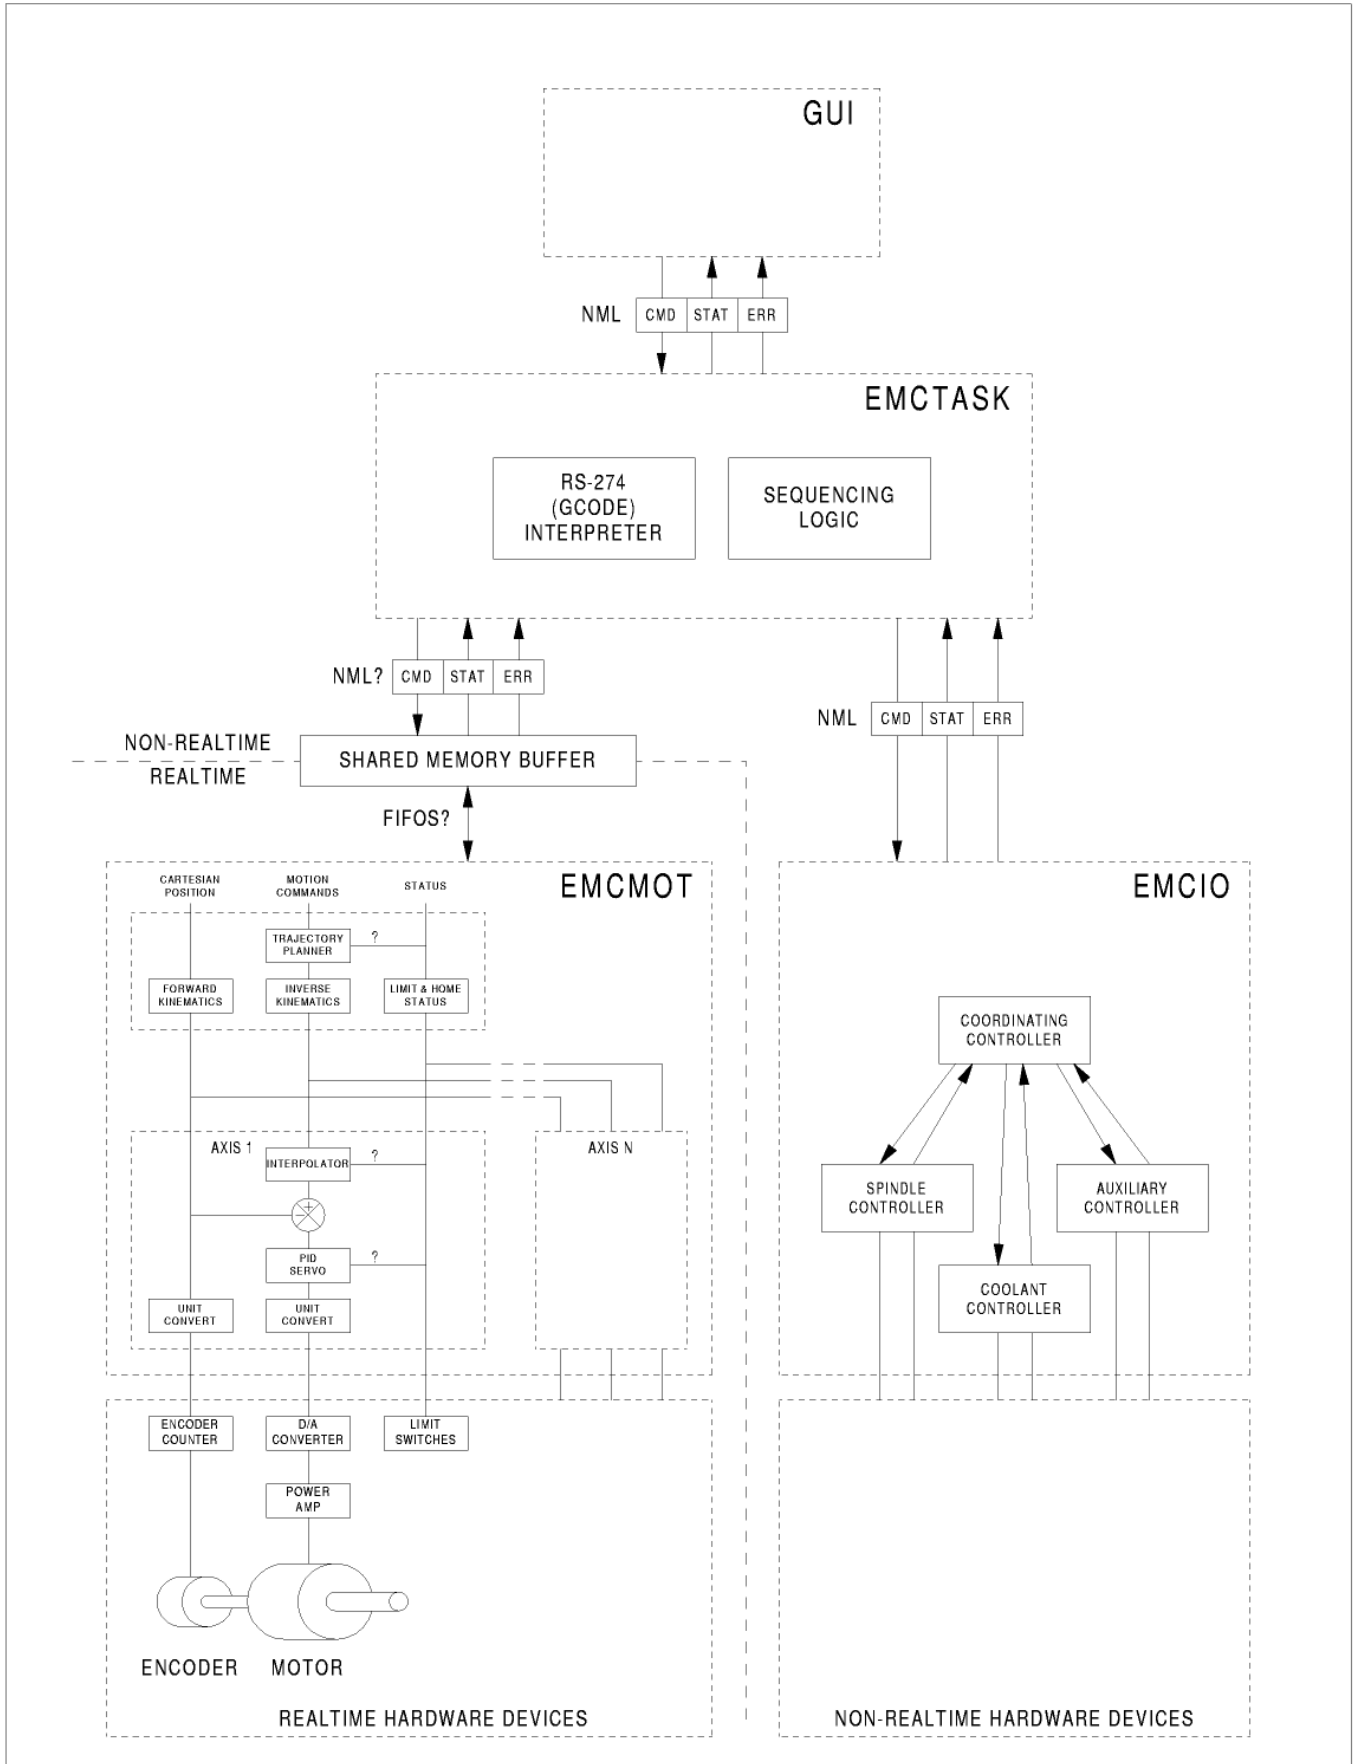 GUI
NML CMD STAT ERR
EMCTASK
RS-274
(GCODE)
INTERPRETER
SEQUENCING
LOGIC
NML? CMD STAT ERR
NML CMD STAT ERR
NON-REALTIME
REALTIME
SHARED MEMORY BUFFER
FIFOS?
EMCMOT
CARTESIAN
POSITION
MOTION
COMMANDS
STATUS
TRAJECTORY
PLANNER
?
FORWARD
KINEMATICS
INVERSE
KINEMATICS
LIMIT & HOME
STATUS
AXIS 1
INTERPOLATOR
?
+
−
PID
SERVO
?
UNIT
CONVERT
UNIT
CONVERT
AXIS N
EMCIO
COORDINATING
CONTROLLER
SPINDLE
CONTROLLER
AUXILIARY
CONTROLLER
COOLANT
CONTROLLER
ENCODER
COUNTER
D/A
CONVERTER
LIMIT
SWITCHES
POWER
AMP
ENCODER
MOTOR
REALTIME HARDWARE DEVICES
NON-REALTIME HARDWARE DEVICES